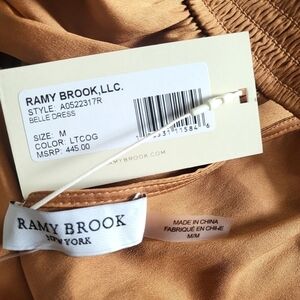 RAMY BROOK,LLC.
STYLE: A0522317R
BELLE DRESS
SIZE: M
COLOR: LTCOG
MSRP: 445.00
RAMY BROOK
NEW YORK
MADE IN CHINA
FABRIQUÉ EN CHINE
M/M